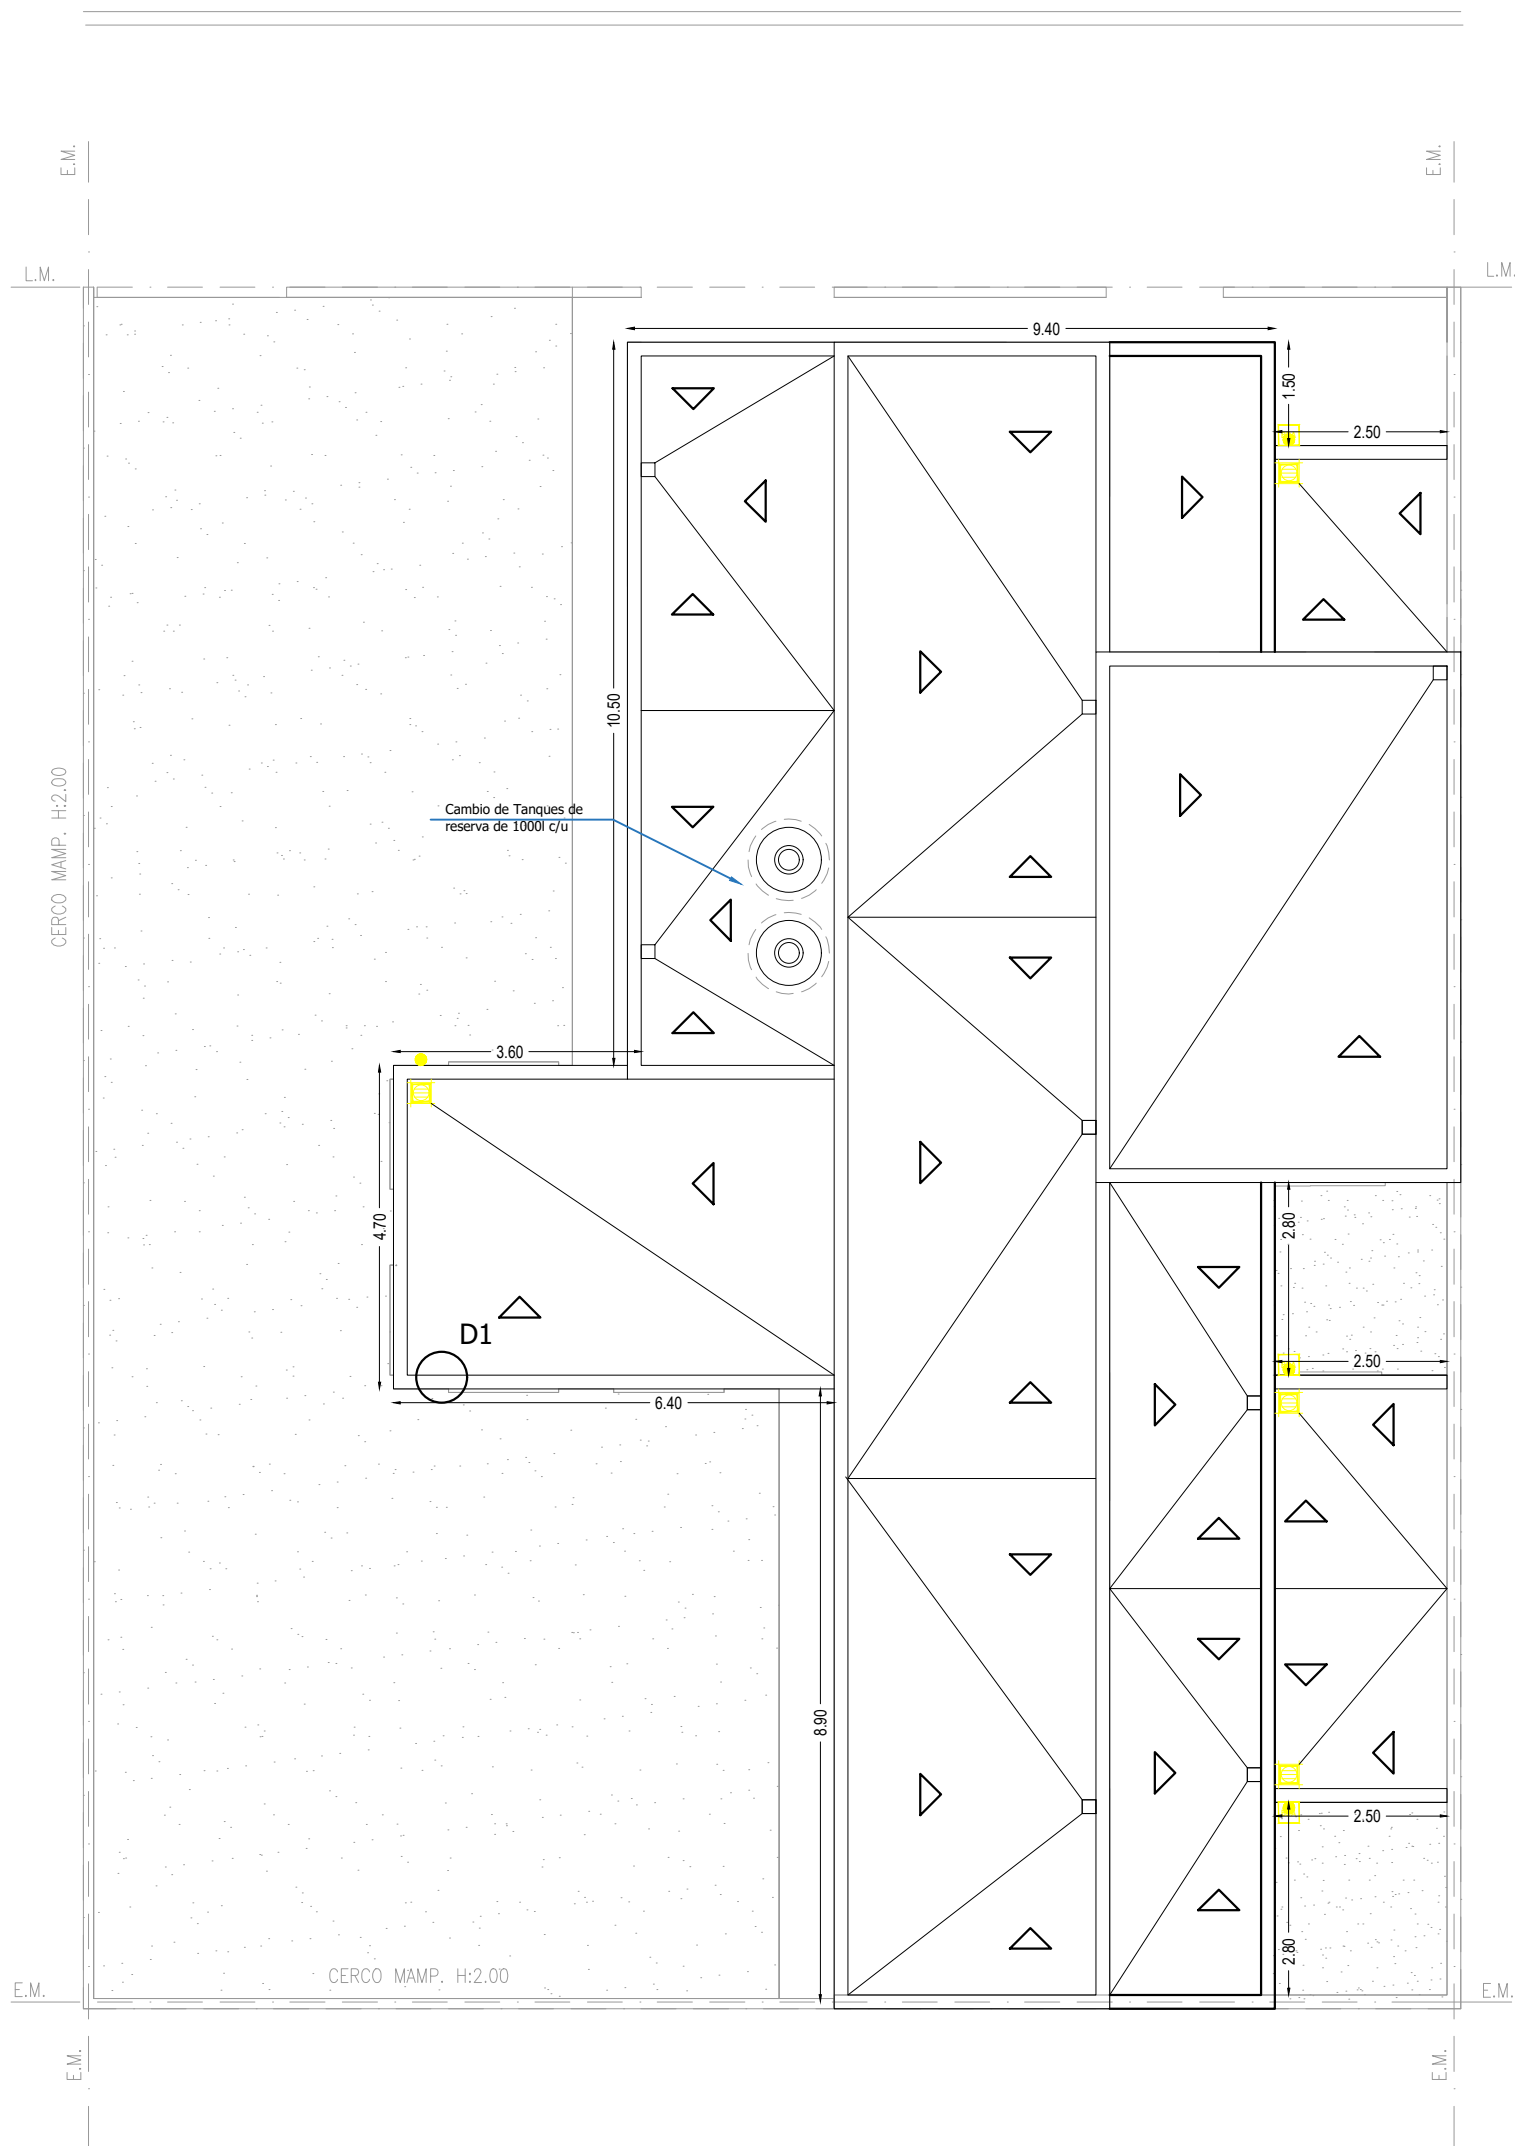 E.M.
E.M.
L.M.
L.M.
9.40
1.50
2.50
10.50
CERCO MAMP. H:2.00
Cambio de Tanques de
reserva de 1000l c/u
3.60
4.70
2.80
D1
2.50
6.40
8.90
2.50
2.80
CERCO MAMP. H:2.00
E.M.
E.M.
E.M.
E.M.